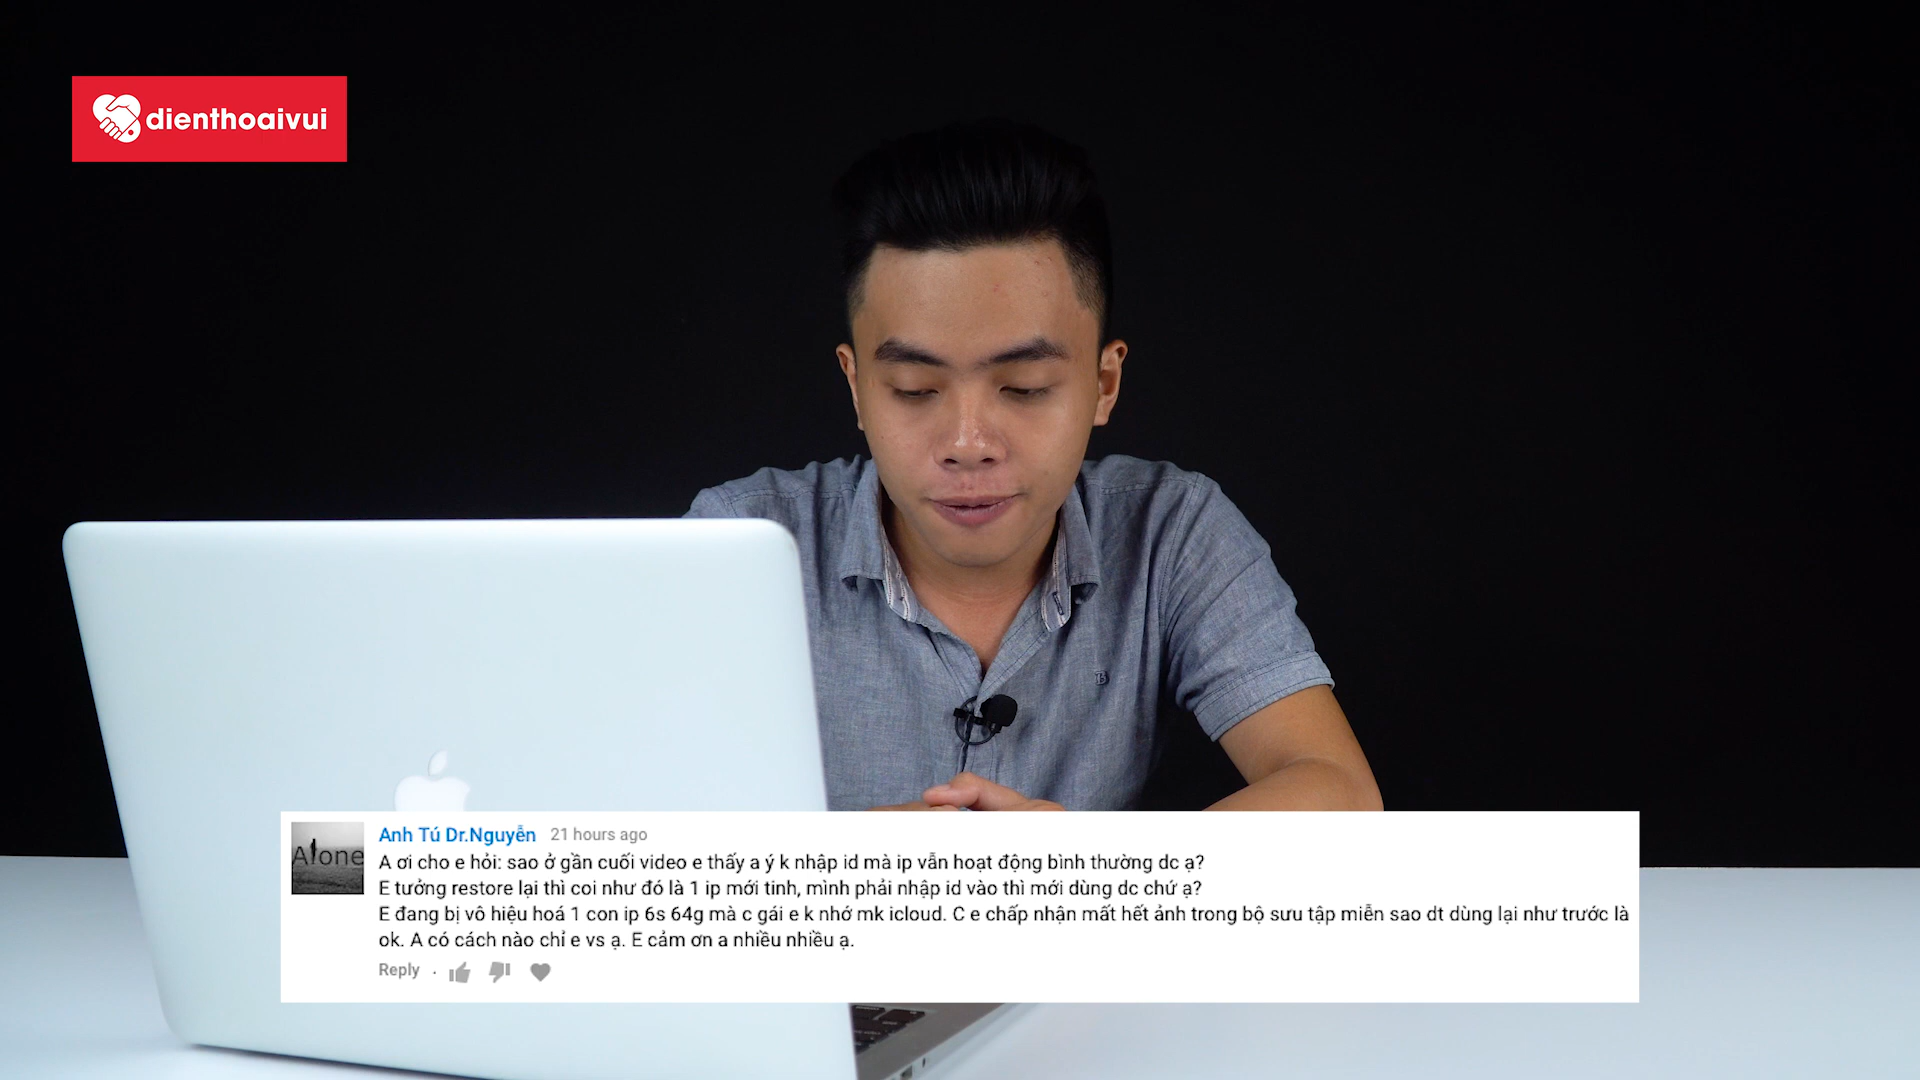 dienthoaivui
Alone
Anh Tú Dr.Nguyễn 21 hours ago
A ơi cho e hỏi: sao ở gần cuối video e thấy a ý k nhập id mà ip vẫn hoạt động bình thường dc ạ?
E tưởng restore lại thì coi như đó là 1 ip mới tinh, mình phải nhập id vào thì mới dùng dc chứ ạ?
E đang bị vô hiệu hoá 1 con ip 6s 64g mà c gái e k nhớ mk icloud. C e chấp nhận mất hết ảnh trong bộ sưu tập miễn sao dt dùng lại như trước là
ok. A có cách nào chỉ e vs ạ. E cảm ơn a nhiều nhiều ạ.
Reply
B